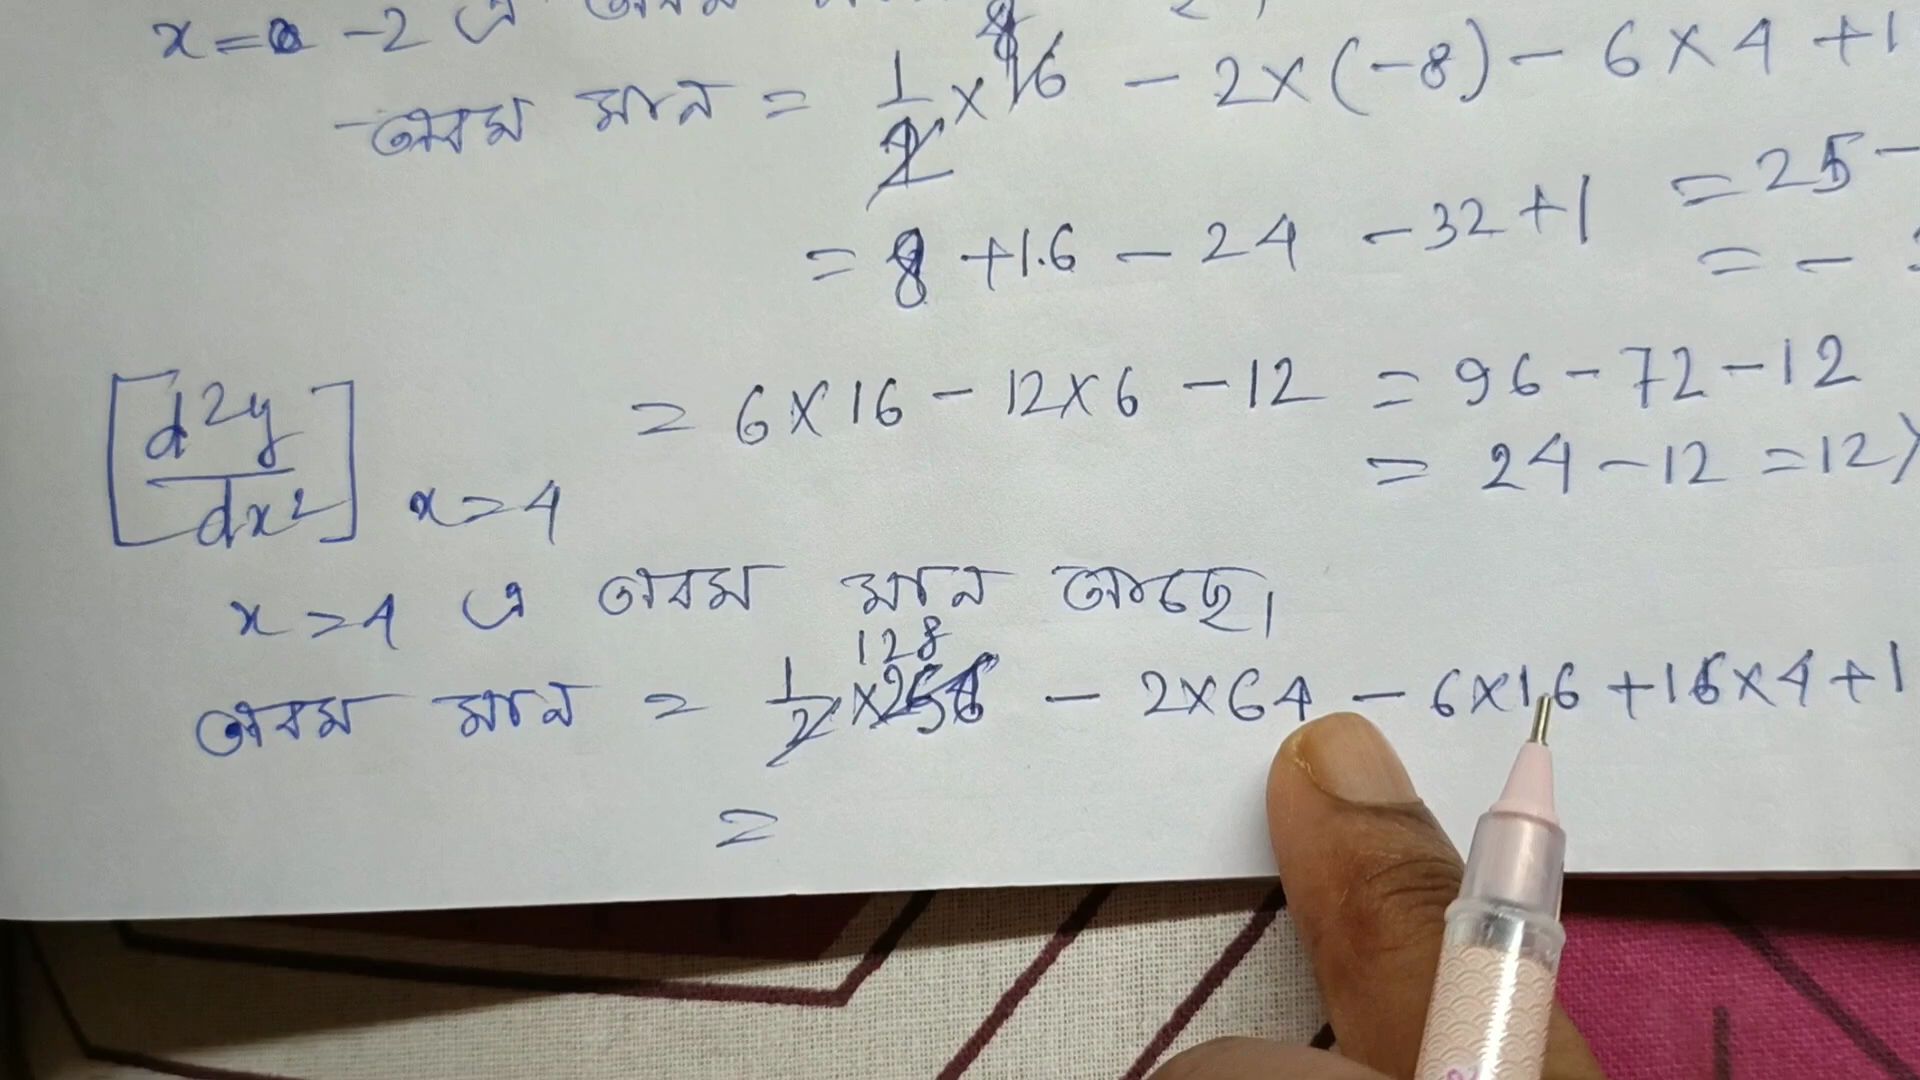 x = -2 এ অবম
অবম মান = 1/2 × 16 8 - 2×(-8) - 6×4 +1
= 8 +16 - 24 - 32 +1 = 25 -
= -
[d²y/dx²] x=4 = 6×16 - 12×6 - 12 = 96 - 72 - 12
= 24 - 12 = 12 >
x=4 এ অবম মান আছে।
অবম মান = 1/2 × 256 128 - 2×64 - 6×16 +16×4 +1
=